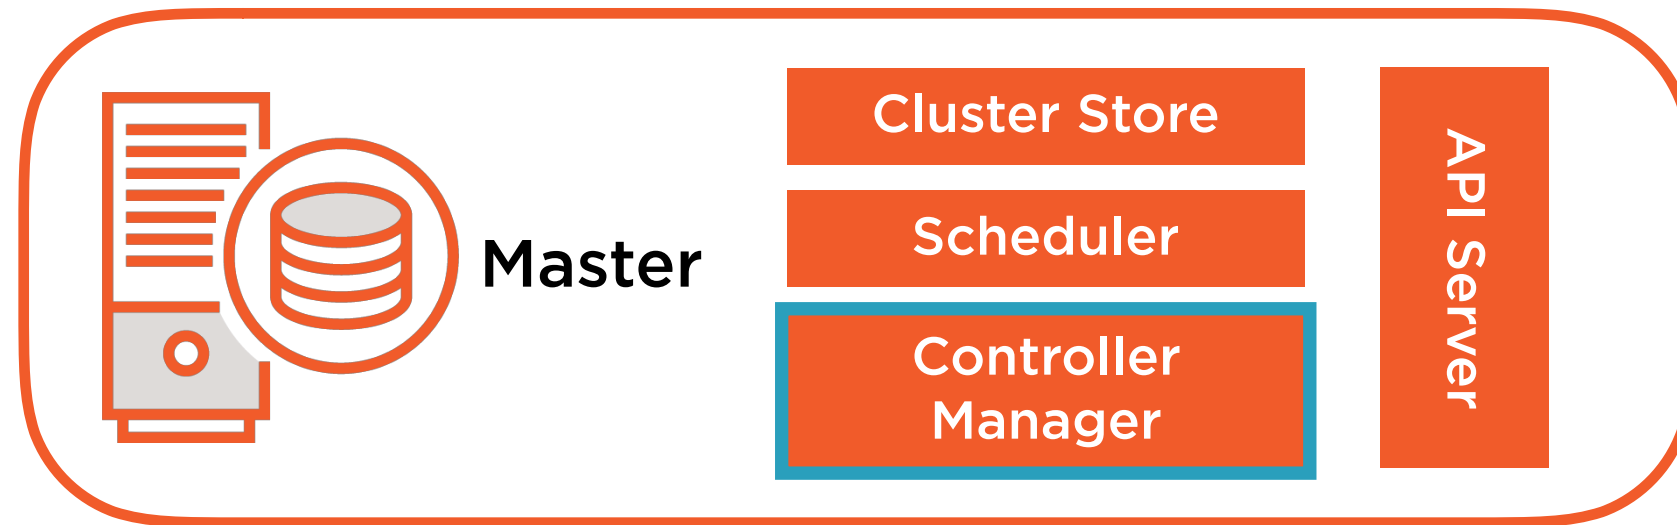 Master
Cluster Store
Scheduler
Controller
Manager
API Server